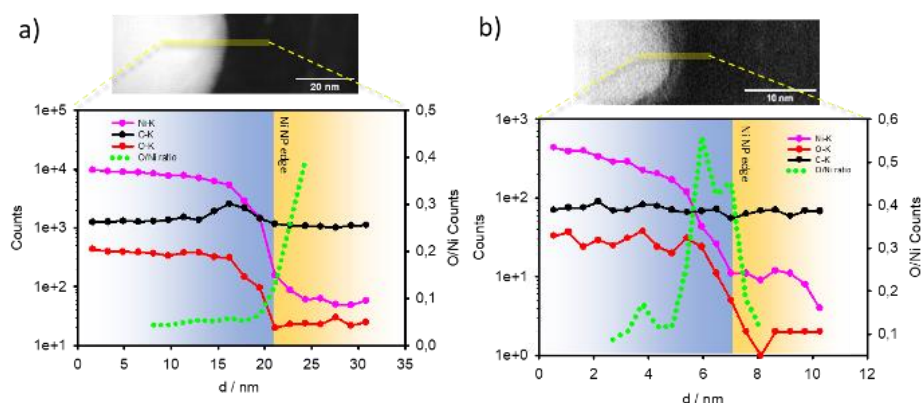 a)
20 nm
1e+5
1e+4
1e+3
1e+2
1e+1
Counts
Ni-K
C-K
O-K
O/Ni ratio
Ni NP edge
0,5
0,4
0,3
0,2
0,1
0,0
O/Ni Counts
0 5 10 15 20 25 30 35
d / nm
b)
10 nm
1e+3
1e+2
1e+1
1e+0
Counts
Ni-K
O-K
C-K
O/Ni ratio
Ni NP edge
0,6
0,5
0,4
0,3
0,2
0,1
O/Ni Counts
0 2 4 6 8 10 12
d / nm